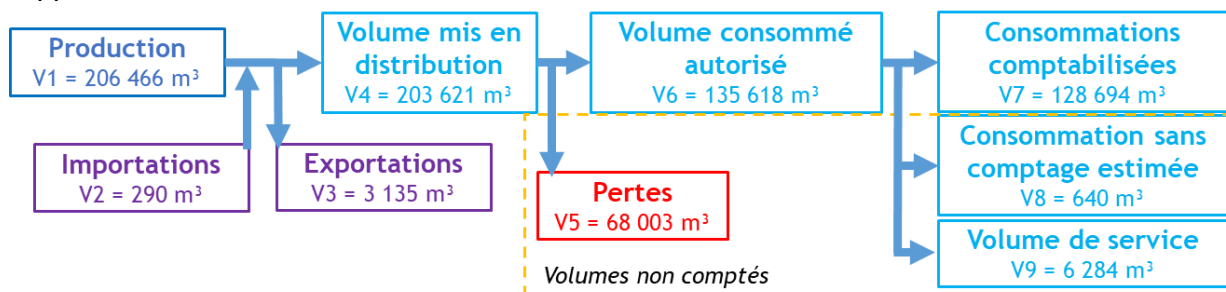 Production
V1 = 206 466 m³
Volume mis en
distribution
V4 = 203 621 m³
Volume consommé
autorisé
V6 = 135 618 m³
Consommations
comptabilisées
V7 = 128 694 m³
Importations
V2 = 290 m³
Exportations
V3 = 3 135 m³
Pertes
V5 = 68 003 m³
Consommation sans
comptage estimée
V8 = 640 m³
Volume de service
V9 = 6 284 m³
Volumes non comptés